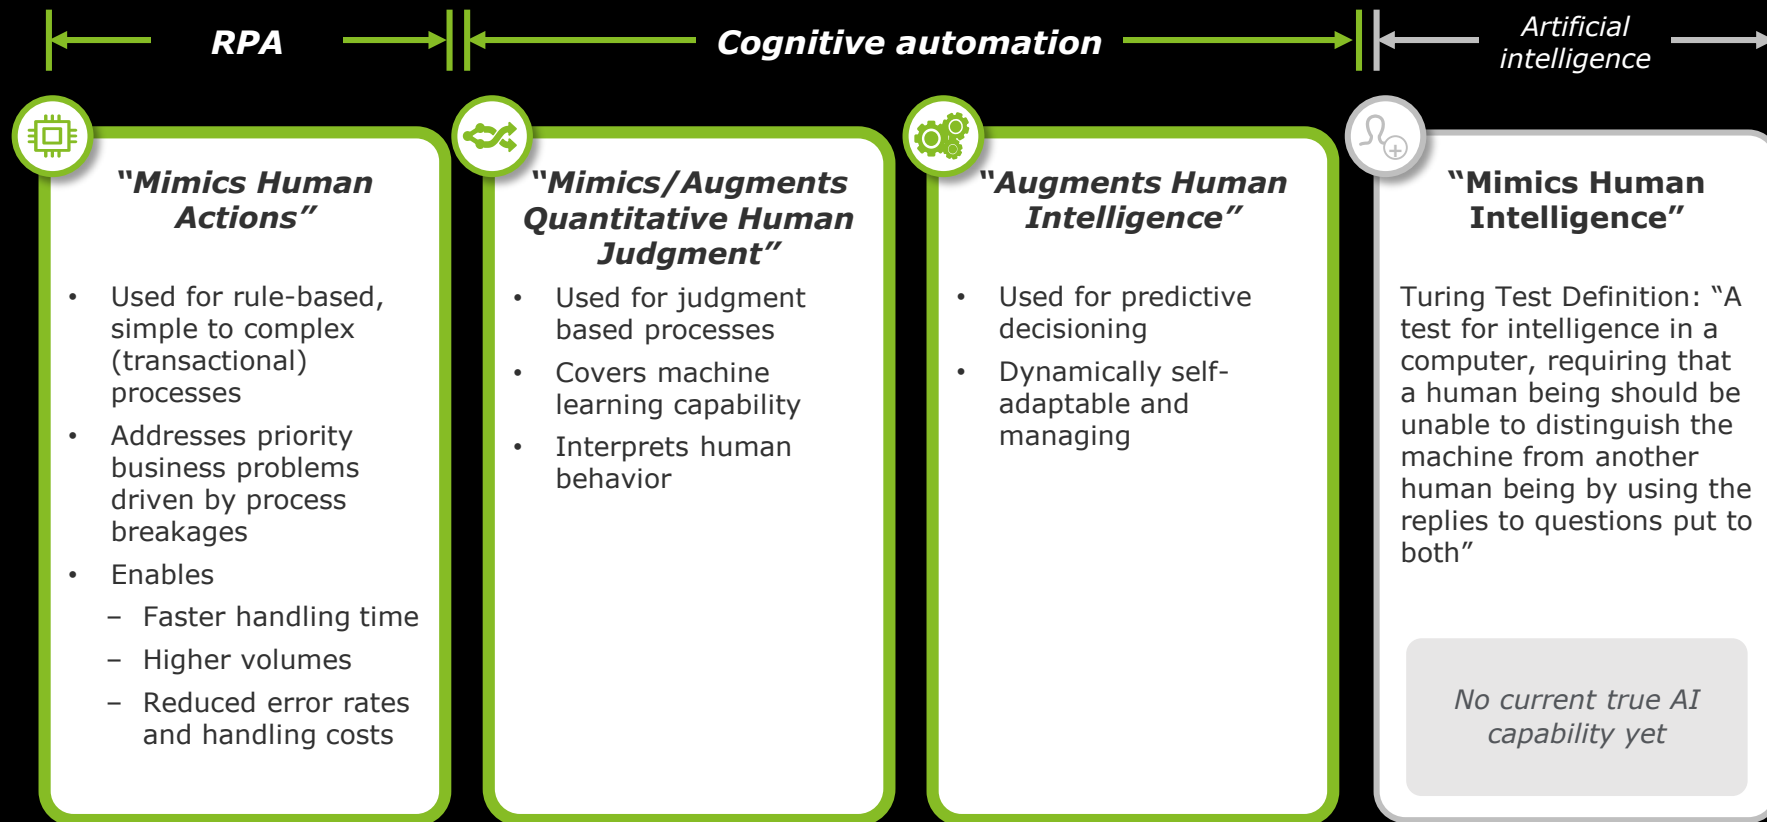 RPA
Cognitive automation
Artificial
intelligence
“Mimics Human
Actions”
• Used for rule-based,
simple to complex
(transactional)
processes
• Addresses priority
business problems
driven by process
breakages
• Enables
– Faster handling time
– Higher volumes
– Reduced error rates
and handling costs
“Mimics/Augments
Quantitative Human
Judgment”
• Used for judgment
based processes
• Covers machine
learning capability
• Interprets human
behavior
“Augments Human
Intelligence”
• Used for predictive
decisioning
• Dynamically self-
adaptable and
managing
“Mimics Human
Intelligence”
Turing Test Definition: “A
test for intelligence in a
computer, requiring that
a human being should be
unable to distinguish the
machine from another
human being by using the
replies to questions put to
both”
No current true AI
capability yet